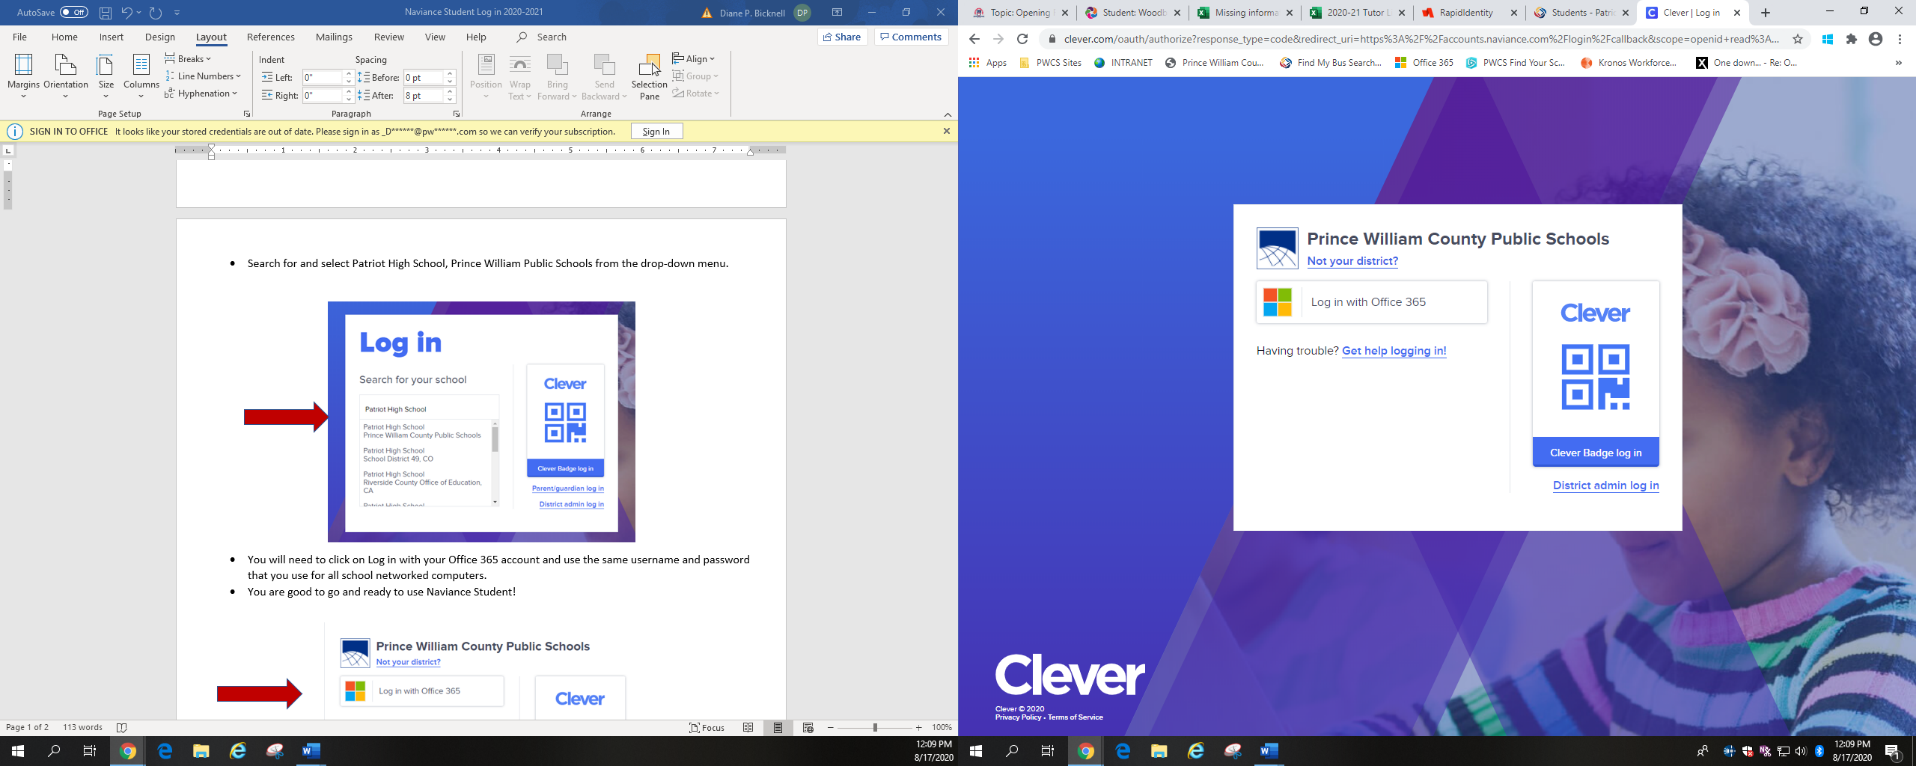 AutoSave Off
Naviance Student Log in 2020-2021
Diane P. Bicknell DP
File Home Insert Design Layout References Mailings Review View Help Search Share Comments
Margins Orientation Size Columns
Breaks
Line Numbers
Hyphenation
Page Setup
Indent
Left: 0"
Right: 0"
Spacing
Before: 0 pt
After: 8 pt
Paragraph
Position Wrap Text Bring Forward Send Backward Selection Pane
Align
Group
Rotate
Arrange
SIGN IN TO OFFICE It looks like your stored credentials are out of date. Please sign in as _D******@pw******.com so we can verify your subscription. Sign In
1 2 3 4 5 6 7
• Search for and select Patriot High School, Prince William Public Schools from the drop-down menu.
Log in
Search for your school
Patriot High School
Patriot High School
Prince William County Public Schools
Patriot High School
School District 49, CO
Patriot High School
Riverside County Office of Education,
CA
Patriot High School
Clever
Clever Badge log in
Parent/guardian log in
District admin log in
• You will need to click on Log in with your Office 365 account and use the same username and password
that you use for all school networked computers.
• You are good to go and ready to use Naviance Student!
Prince William County Public Schools
Not your district?
Log in with Office 365
Clever
Page 1 of 2 113 words Focus 100%
12:09 PM
8/17/2020
Topic: Opening
Student: Woodb
Missing informa
2020-21 Tutor L
RapidIdentity
Students - Patri
Clever | Log in
clever.com/oauth/authorize?response_type=code&redirect_uri=https%3A%2F%2Faccounts.naviance.com%2Flogin%2Fcallback&scope=openid+read%3A...
Apps PWCS Sites INTRANET Prince William Cou... Find My Bus Search... Office 365 PWCS Find Your Sc... Kronos Workforce... One down... - Re: O... »
Prince William County Public Schools
Not your district?
Log in with Office 365
Having trouble? Get help logging in!
Clever
Clever Badge log in
District admin log in
Clever
Clever © 2020
Privacy Policy • Terms of Service
12:09 PM
8/17/2020